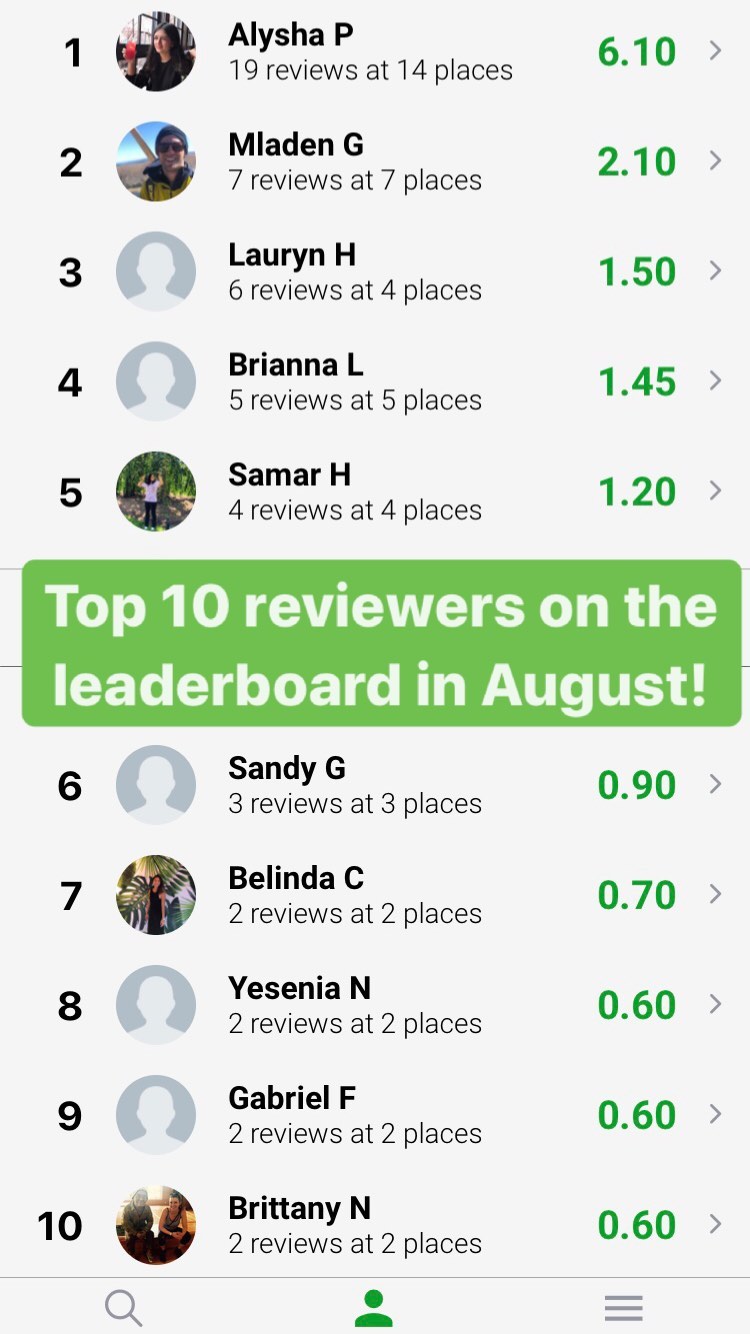 1
Alysha P
19 reviews at 14 places
6.10
2
Mladen G
7 reviews at 7 places
2.10
3
Lauryn H
6 reviews at 4 places
1.50
4
Brianna L
5 reviews at 5 places
1.45
5
Samar H
4 reviews at 4 places
1.20
Top 10 reviewers on the
leaderboard in August!
6
Sandy G
3 reviews at 3 places
0.90
7
Belinda C
2 reviews at 2 places
0.70
8
Yesenia N
2 reviews at 2 places
0.60
9
Gabriel F
2 reviews at 2 places
0.60
10
Brittany N
2 reviews at 2 places
0.60